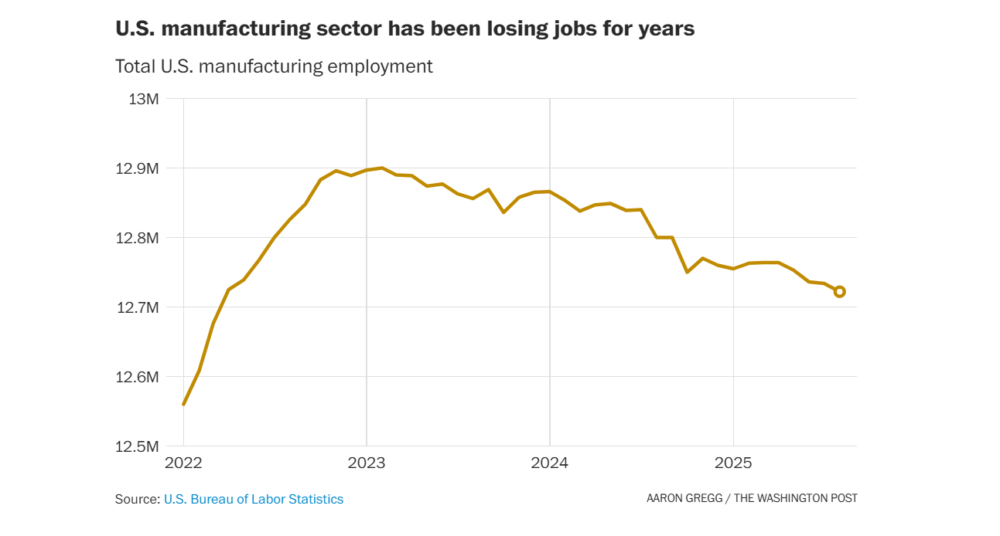 U.S. manufacturing sector has been losing jobs for years
Total U.S. manufacturing employment
13M
12.9M
12.8M
12.7M
12.6M
12.5M
2022 2023 2024 2025
Source: U.S. Bureau of Labor Statistics
AARON GREGG / THE WASHINGTON POST